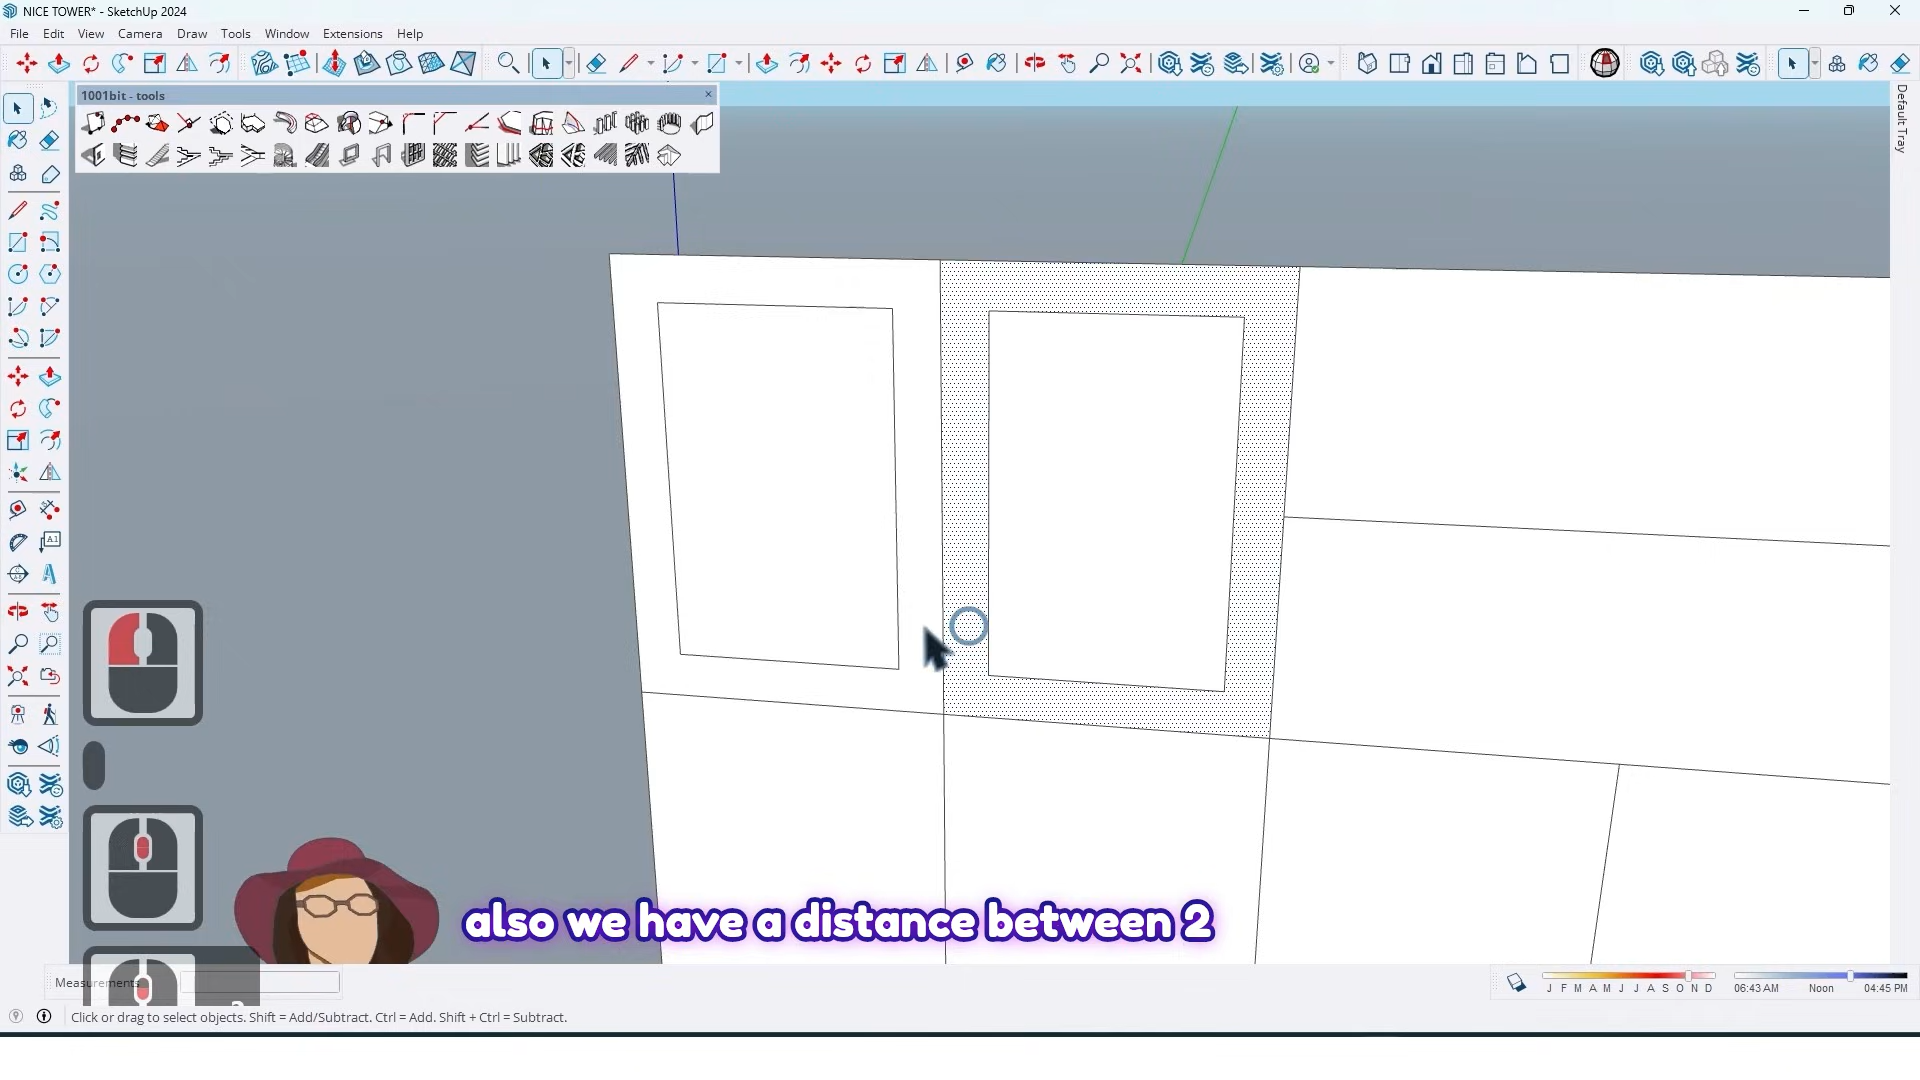 NICE TOWER* - SketchUp 2024
File Edit View Camera Draw Tools Window Extensions Help
1001bit - tools
Default Tray
A1
A
also we have a distance between 2
Measurements
J F M A M J J A S O N D
06:43 AM Noon 04:45 PM
Click or drag to select objects. Shift = Add/Subtract. Ctrl = Add. Shift + Ctrl = Subtract.